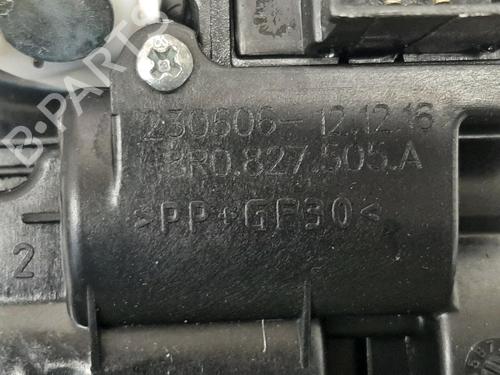 230606-12.12.16
8R0.827.505.A
>PP+GF30<
2
B-PARTS